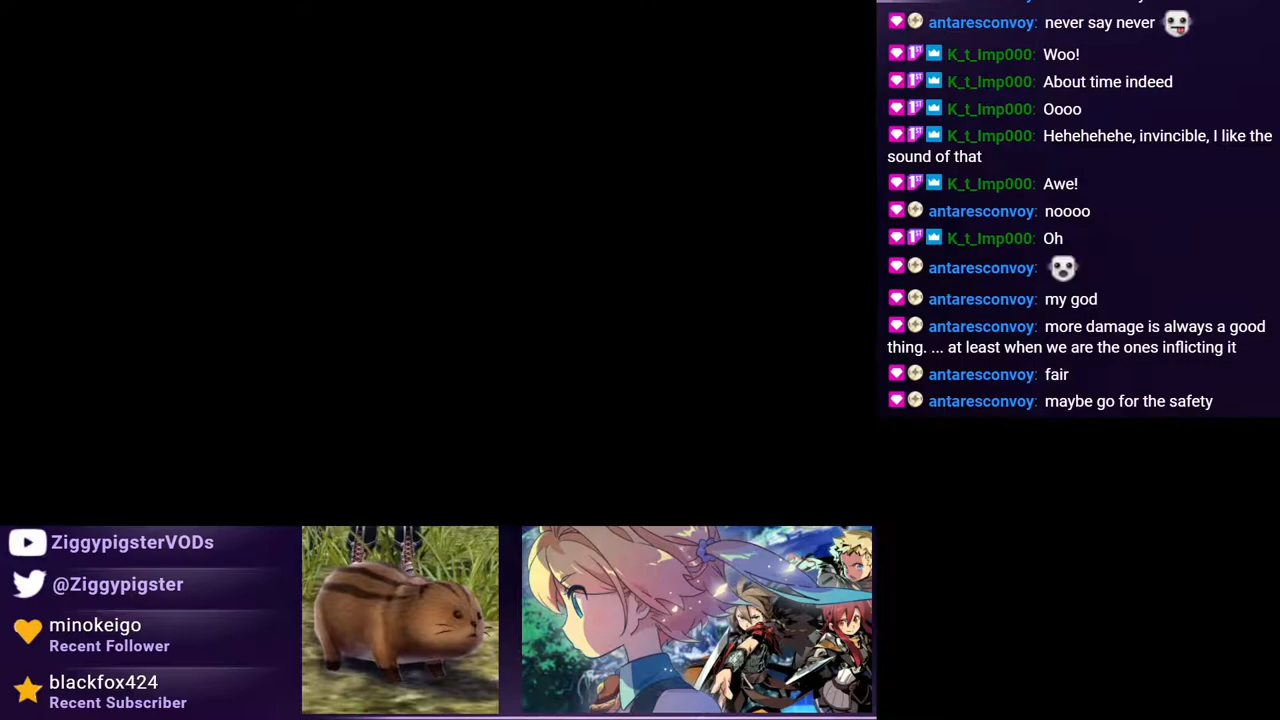 antaresconvoy: never say never
K_t_Imp000: Woo!
K_t_Imp000: About time indeed
K_t_Imp000: Oooo
K_t_Imp000: Hehehehehe, invincible, I like the
sound of that
K_t_Imp000: Awe!
antaresconvoy: noooo
K_t_Imp000: Oh
antaresconvoy:
antaresconvoy: my god
antaresconvoy: more damage is always a good
thing. ... at least when we are the ones inflicting it
antaresconvoy: fair
antaresconvoy: maybe go for the safety
ZiggypigsterVODs
@Ziggypigster
minokeigo
Recent Follower
blackfox424
Recent Subscriber